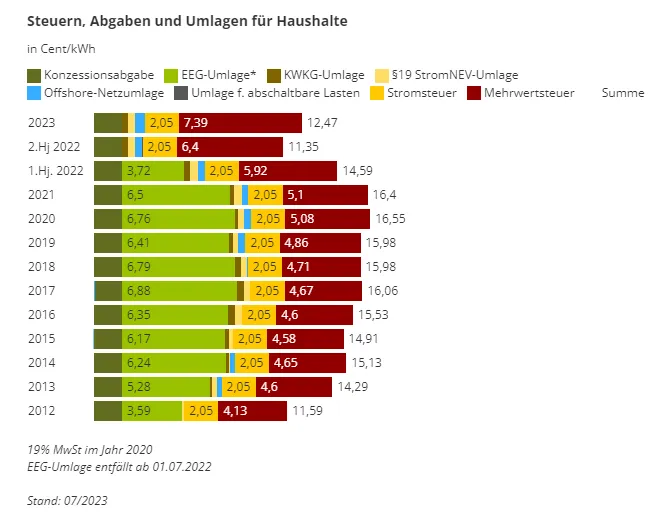 Steuern, Abgaben und Umlagen für Haushalte
in Cent/kWh
Konzessionsabgabe EEG-Umlage* KWKG-Umlage §19 StromNEV-Umlage
Offshore-Netzumlage Umlage f. abschaltbare Lasten Stromsteuer Mehrwertsteuer Summe
2023 2,05 7,39 12,47
2.Hj 2022 2,05 6,4 11,35
1.Hj. 2022 3,72 2,05 5,92 14,59
2021 6,5 2,05 5,1 16,4
2020 6,76 2,05 5,08 16,55
2019 6,41 2,05 4,86 15,98
2018 6,79 2,05 4,71 15,98
2017 6,88 2,05 4,67 16,06
2016 6,35 2,05 4,6 15,53
2015 6,17 2,05 4,58 14,91
2014 6,24 2,05 4,65 15,13
2013 5,28 2,05 4,6 14,29
2012 3,59 2,05 4,13 11,59
19% MwSt im Jahr 2020
EEG-Umlage entfällt ab 01.07.2022
Stand: 07/2023